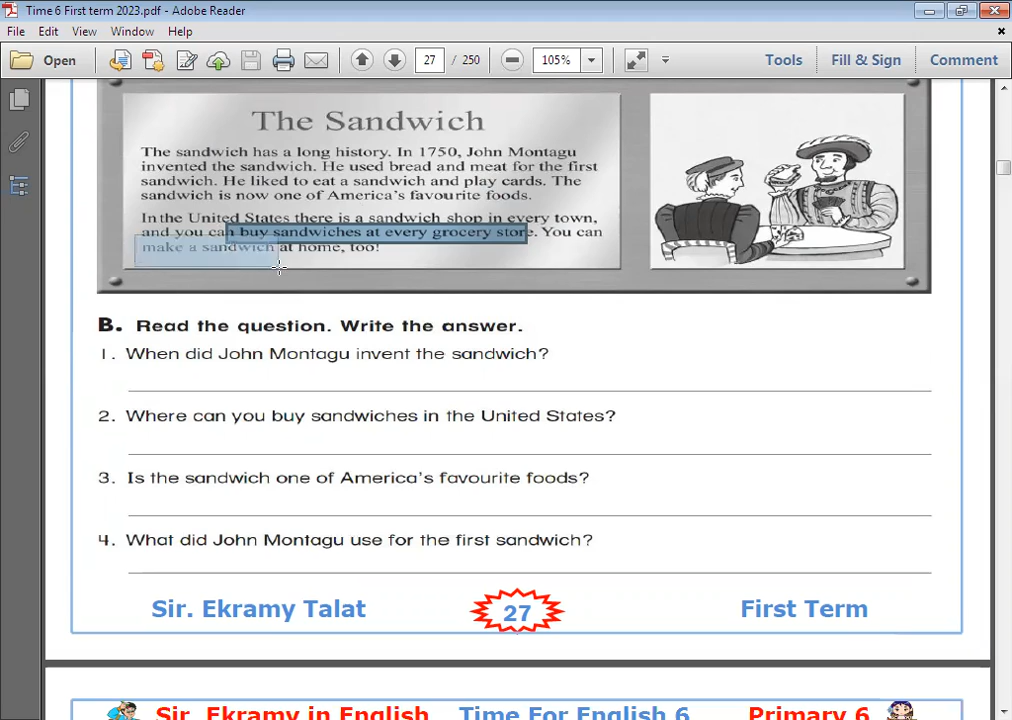 Time 6 First term 2023.pdf - Adobe Reader
File Edit View Window Help
Open 27 / 250 105% Tools Fill & Sign Comment
The Sandwich
The sandwich has a long history. In 1750, John Montagu
invented the sandwich. He used bread and meat for the first
sandwich. He liked to eat a sandwich and play cards. The
sandwich is now one of America's favourite foods.
In the United States there is a sandwich shop in every town,
and you can buy sandwiches at every grocery store. You can
make a sandwich at home, too!
B. Read the question. Write the answer.
1. When did John Montagu invent the sandwich?
2. Where can you buy sandwiches in the United States?
3. Is the sandwich one of America's favourite foods?
4. What did John Montagu use for the first sandwich?
Sir. Ekramy Talat 27 First Term
Sir. Ekramy in English Time For English 6 Primary 6